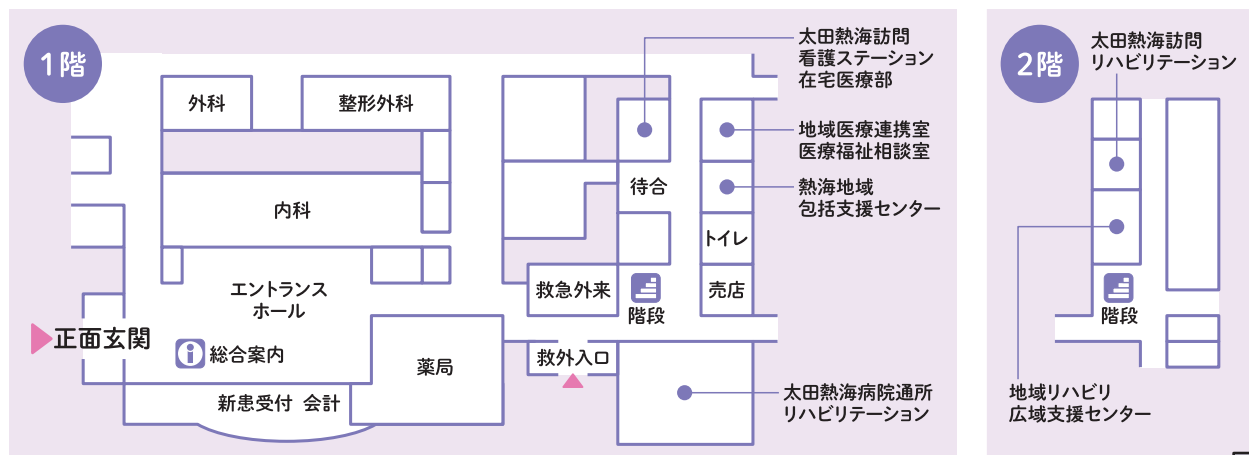 1階
外科
整形外科
内科
エントランス
ホール
正面玄関
総合案内
新患受付 会計
薬局
救急外来
救外入口
待合
階段
トイレ
売店
太田熱海訪問
看護ステーション
在宅医療部
地域医療連携室
医療福祉相談室
熱海地域
包括支援センター
太田熱海病院通所
リハビリテーション
2階
太田熱海訪問
リハビリテーション
階段
地域リハビリ
広域支援センター